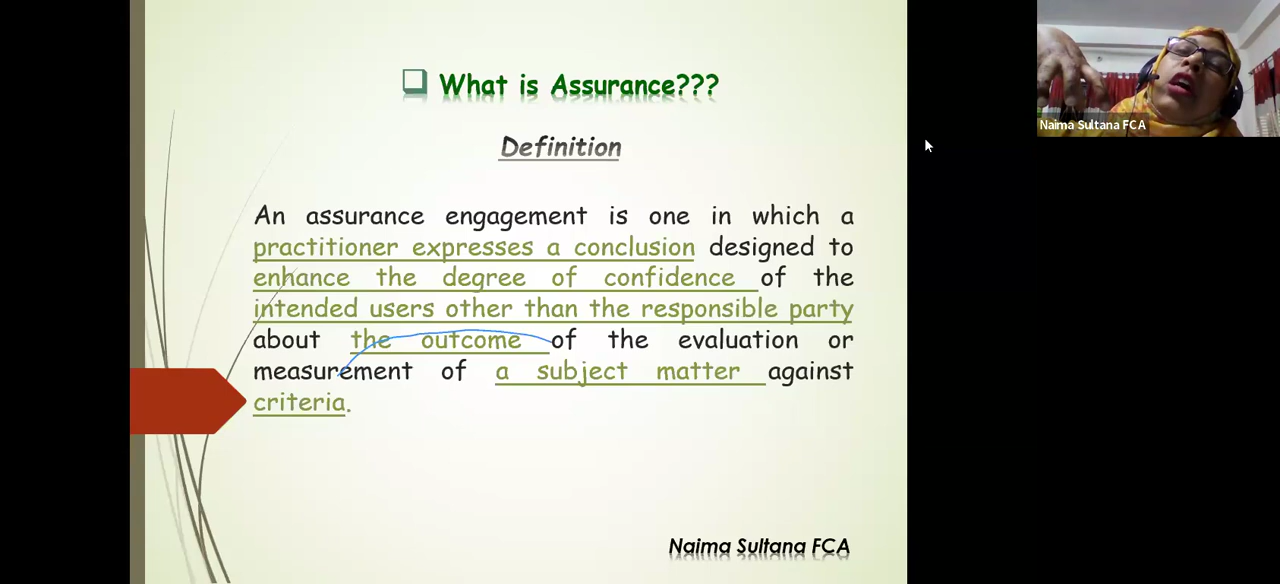 What is Assurance???
Definition
An assurance engagement is one in which a
practitioner expresses a conclusion designed to
enhance the degree of confidence of the
intended users other than the responsible party
about the outcome of the evaluation or
measurement of a subject matter against
criteria.
Naima Sultana FCA
Naima Sultana FCA